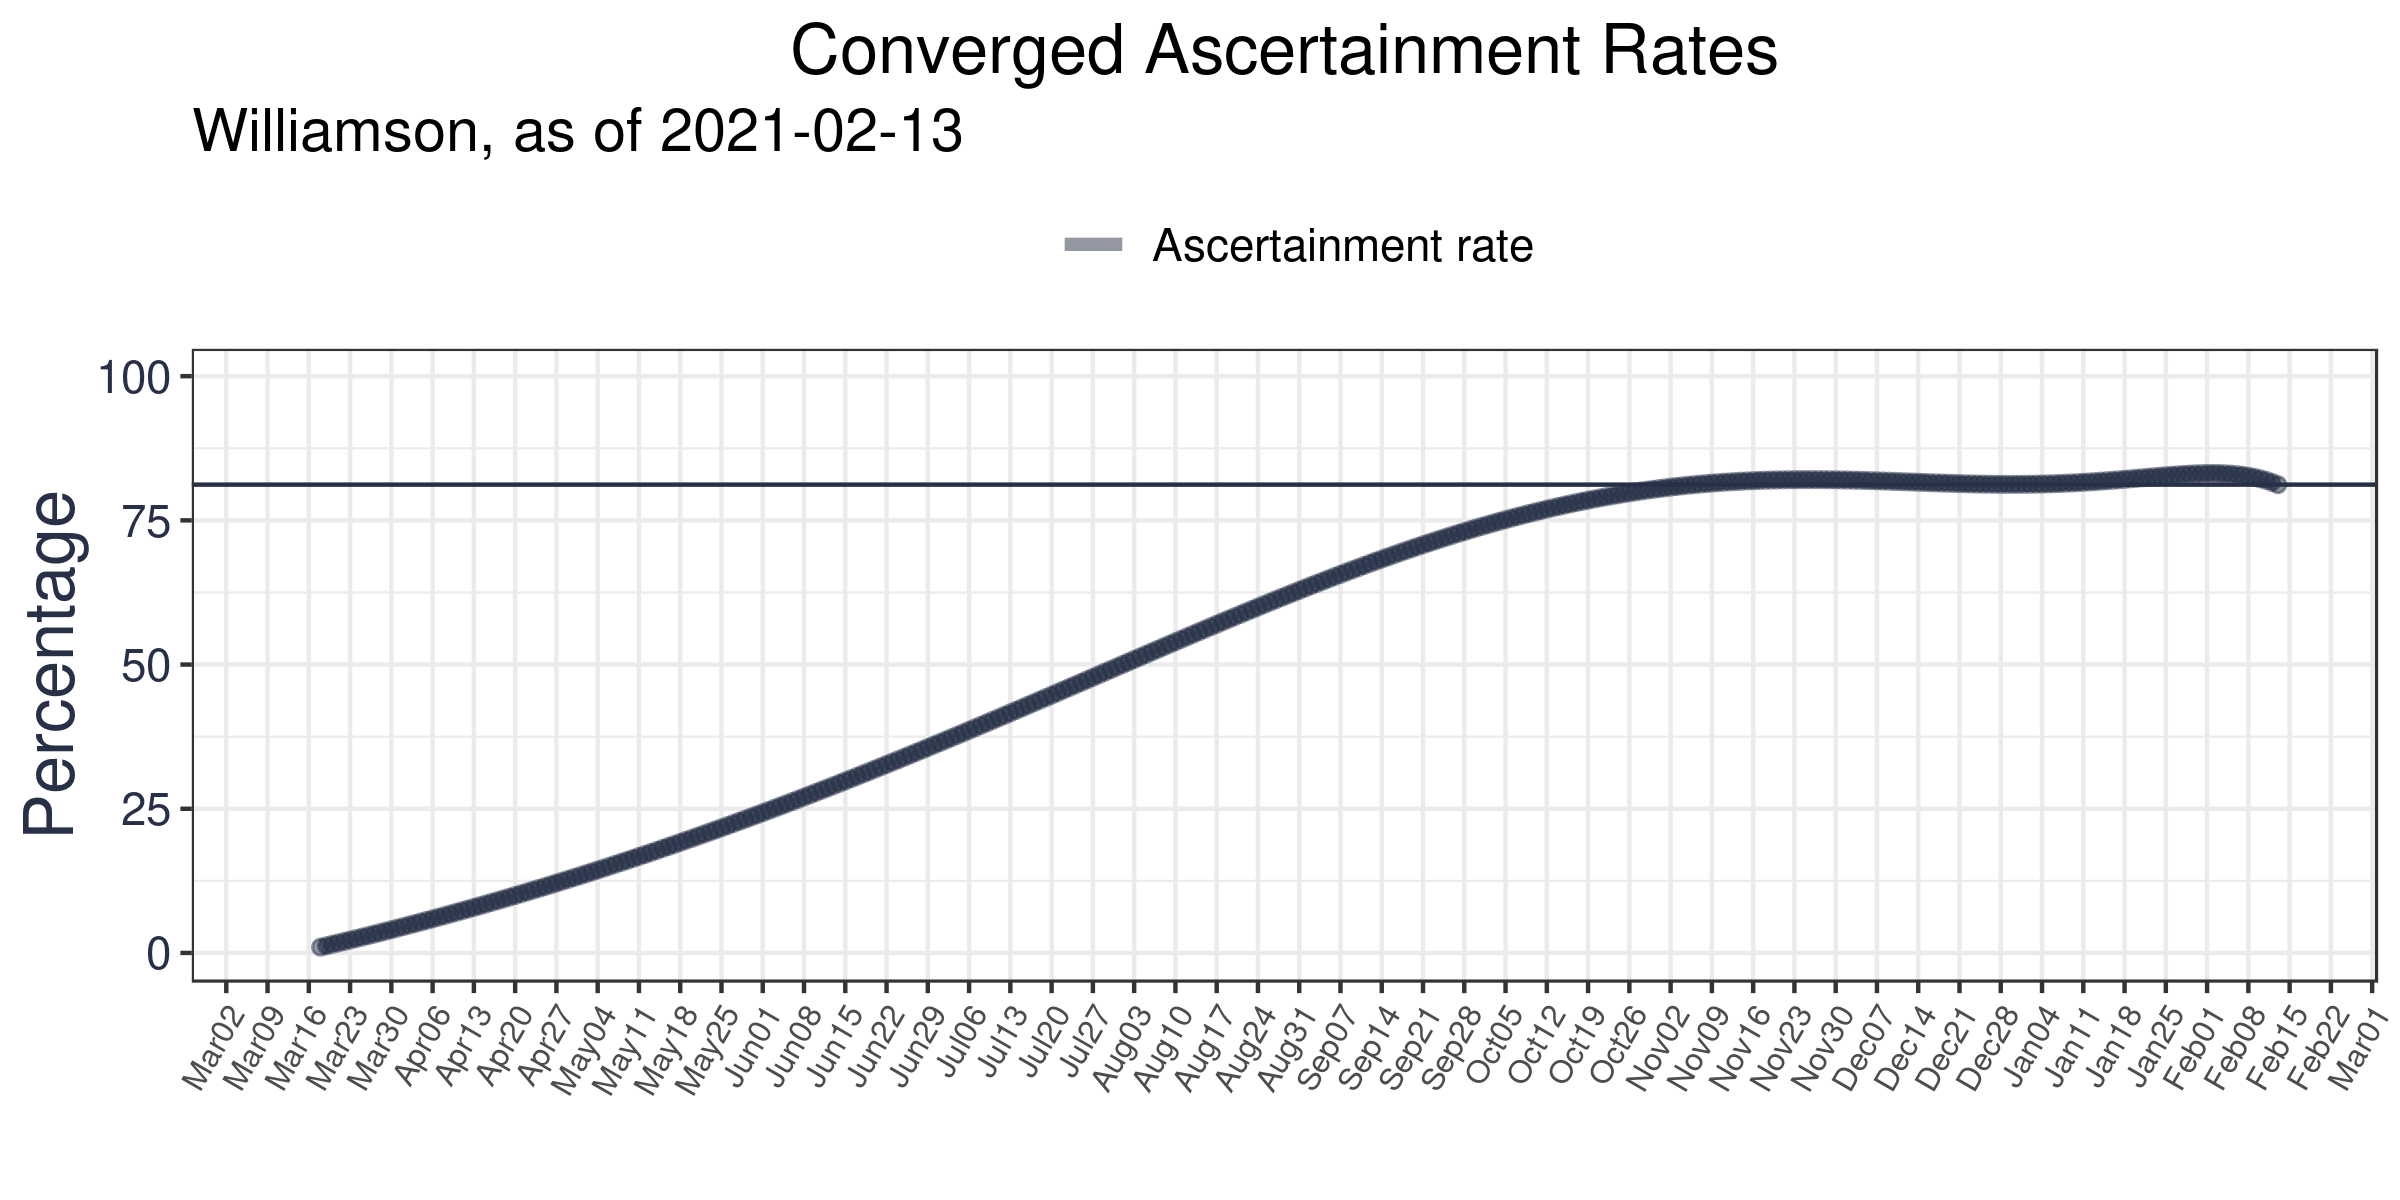 Converged Ascertainment Rates
Williamson, as of 2021-02-13
Ascertainment rate
Percentage
100
75
50
25
0
Mar02
Mar09
Mar16
Mar23
Mar30
Apr06
Apr13
Apr20
Apr27
May04
May11
May18
May25
Jun01
Jun08
Jun15
Jun22
Jun29
Jul06
Jul13
Jul20
Jul27
Aug03
Aug10
Aug17
Aug24
Aug31
Sep07
Sep14
Sep21
Sep28
Oct05
Oct12
Oct19
Oct26
Nov02
Nov09
Nov16
Nov23
Nov30
Dec07
Dec14
Dec21
Dec28
Jan04
Jan11
Jan18
Jan25
Feb01
Feb08
Feb15
Feb22
Mar01